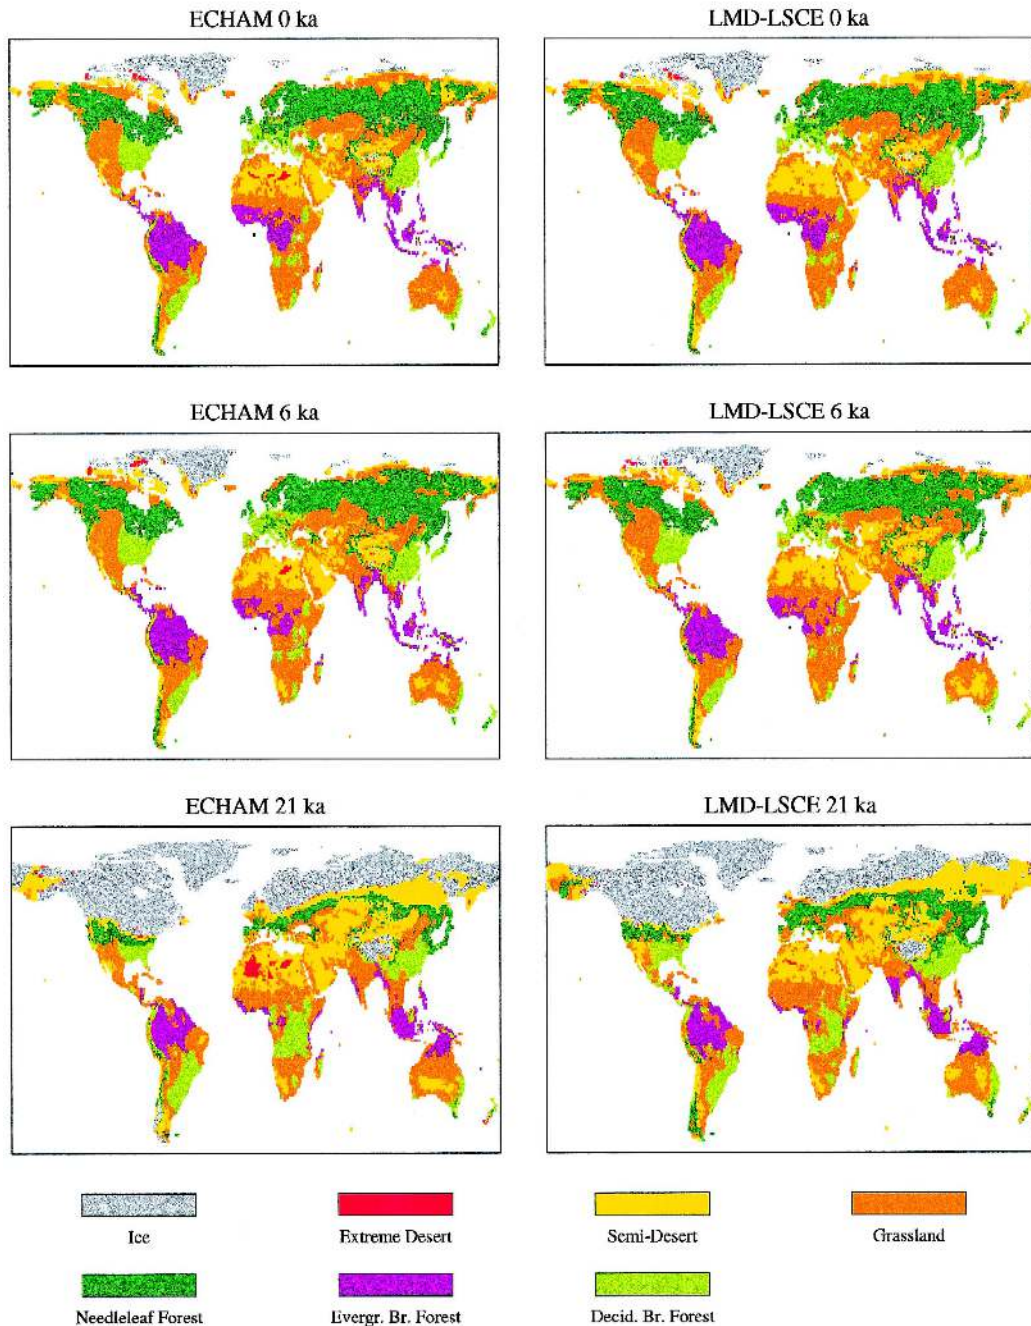 ECHAM 0 ka
LMD-LSCE 0 ka
ECHAM 6 ka
LMD-LSCE 6 ka
ECHAM 21 ka
LMD-LSCE 21 ka
Ice
Extreme Desert
Semi-Desert
Grassland
Needleleaf Forest
Evergr. Br. Forest
Decid. Br. Forest